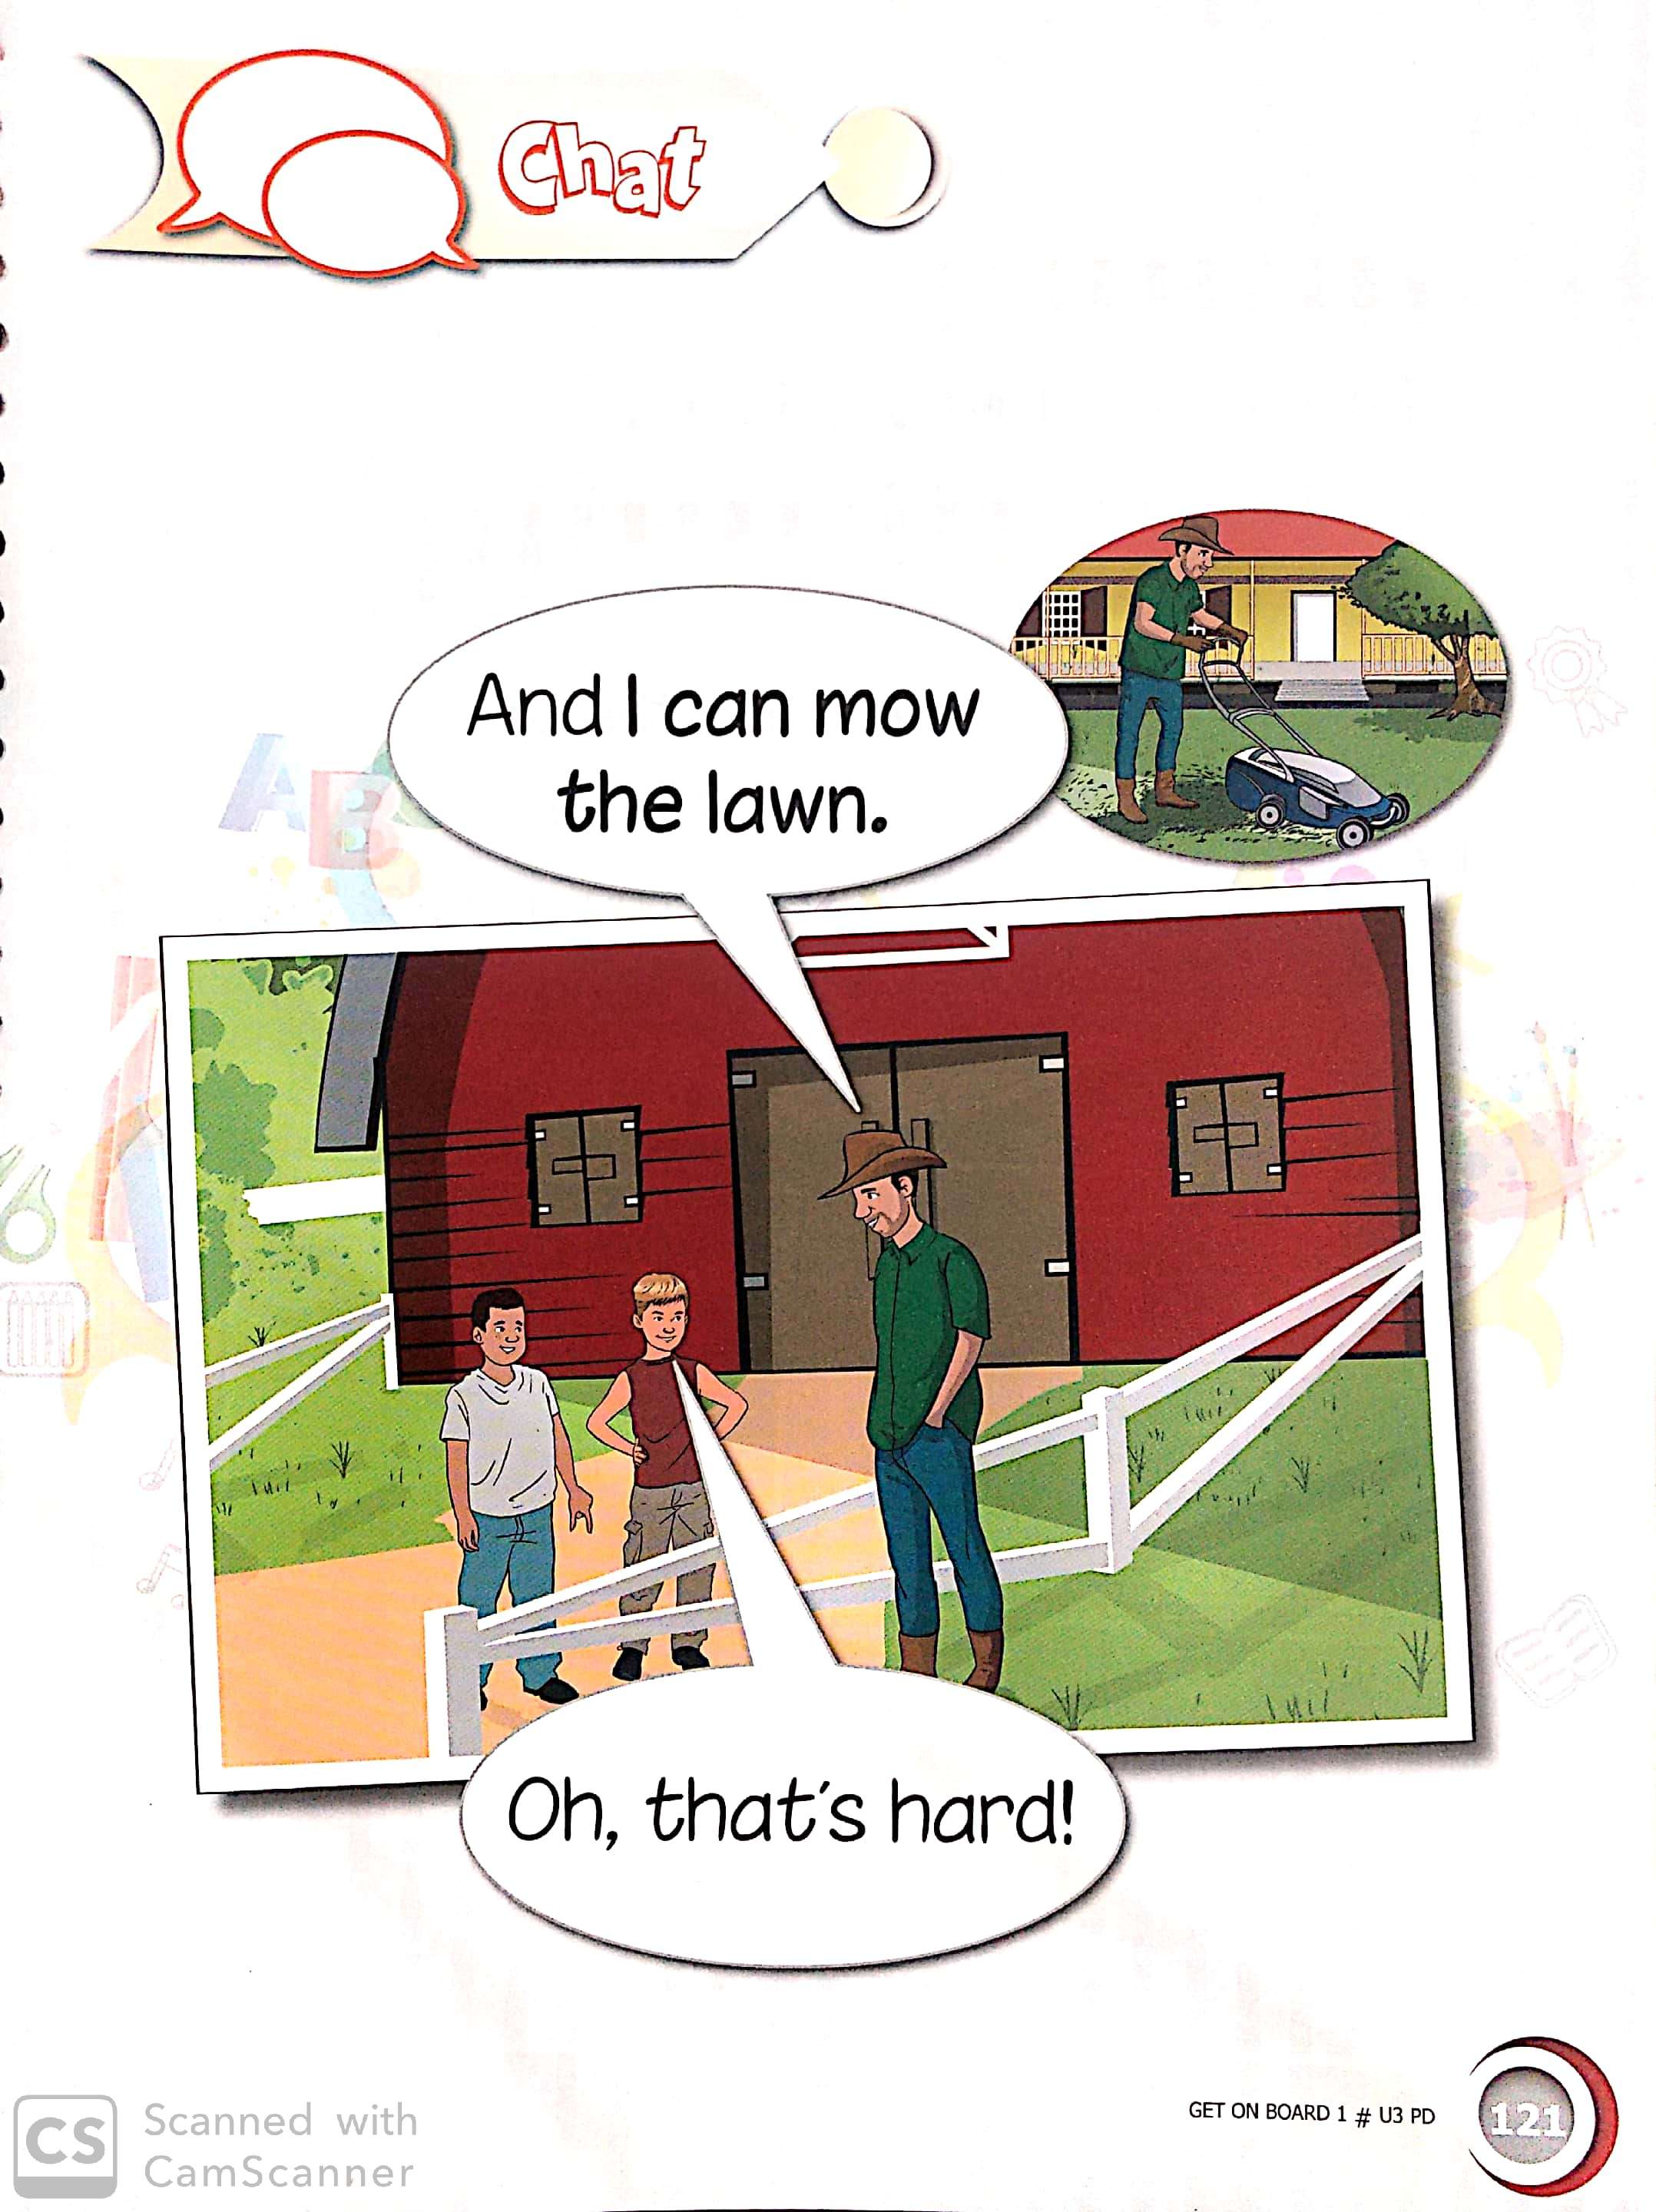 Chat
And I can mow
the lawn.
Oh, that's hard!
GET ON BOARD 1 # U3 PD
121
CS
Scanned with
CamScanner